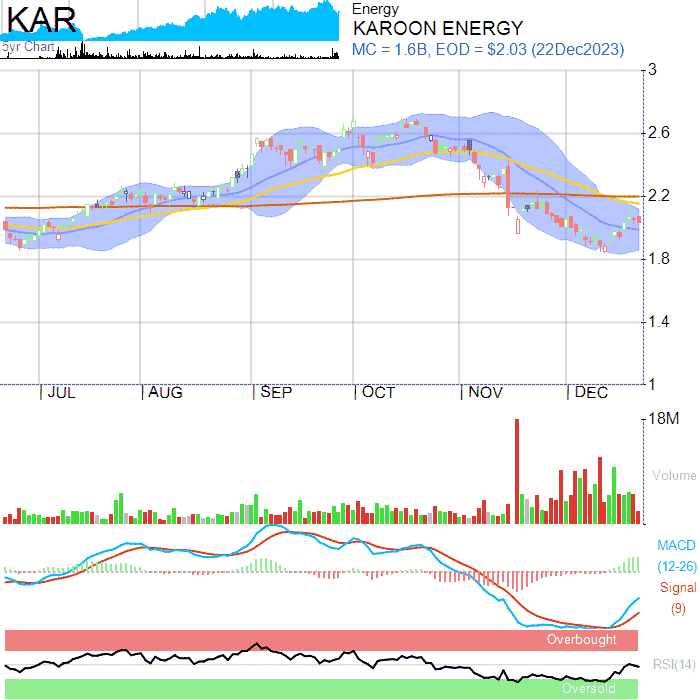 KAR
5yr Chart
Energy
KAROON ENERGY
MC = 1.6B, EOD = $2.03 (22Dec2023)
3
2.6
2.2
1.8
1.4
1
| JUL | AUG | SEP | OCT | NOV | DEC
18M
Volume
MACD
(12-26)
Signal
(9)
Overbought
RSI(14)
Oversold